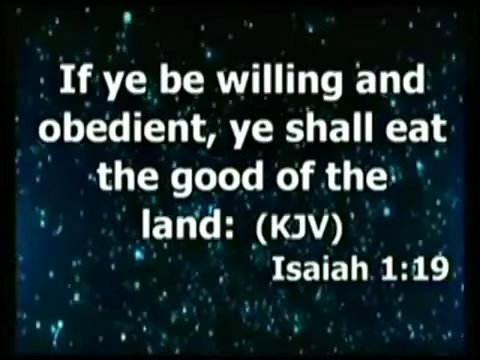 If ye be willing and
obedient, ye shall eat
the good of the
land: (KJV)
Isaiah 1:19